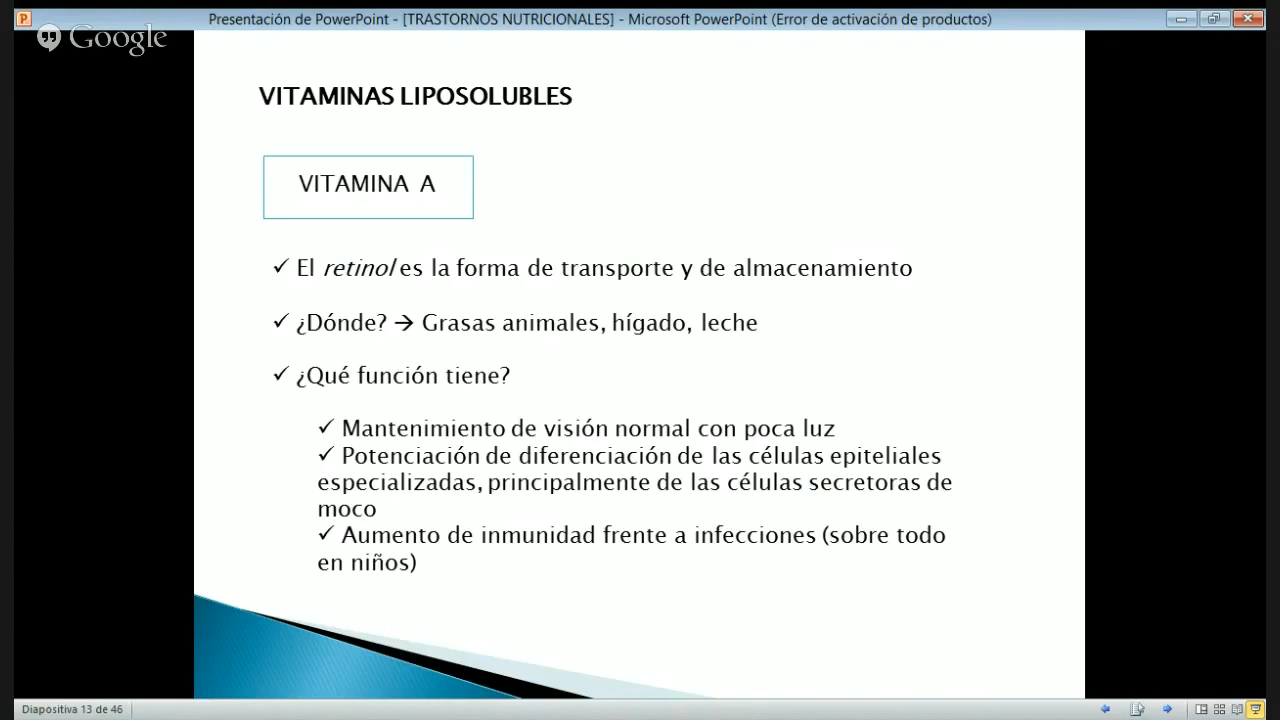 Presentación de PowerPoint - [TRASTORNOS NUTRICIONALES] - Microsoft PowerPoint (Error de activación de productos)
Google
VITAMINAS LIPOSOLUBLES
VITAMINA A
✓ El retinol es la forma de transporte y de almacenamiento
✓ ¿Dónde? → Grasas animales, hígado, leche
✓ ¿Qué función tiene?
✓ Mantenimiento de visión normal con poca luz
✓ Potenciación de diferenciación de las células epiteliales
especializadas, principalmente de las células secretoras de
moco
✓ Aumento de inmunidad frente a infecciones (sobre todo
en niños)
Diapositiva 13 de 46